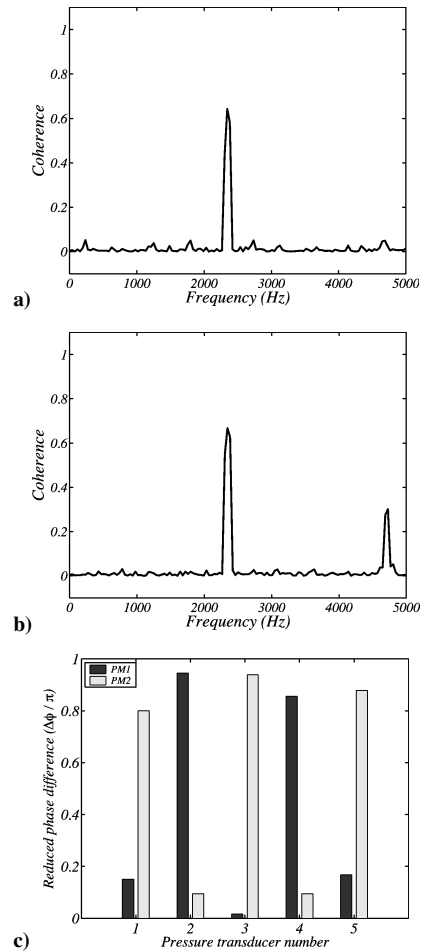 1
0.8
0.6
0.4
0.2
0
Coherence
0 1000 2000 3000 4000 5000
Frequency (Hz)
a)
1
0.8
0.6
0.4
0.2
0
Coherence
0 1000 2000 3000 4000 5000
Frequency (Hz)
b)
1
0.8
0.6
0.4
0.2
0
Reduced phase difference (Δϕ / π)
PM1
PM2
1 2 3 4 5
Pressure transducer number
c)